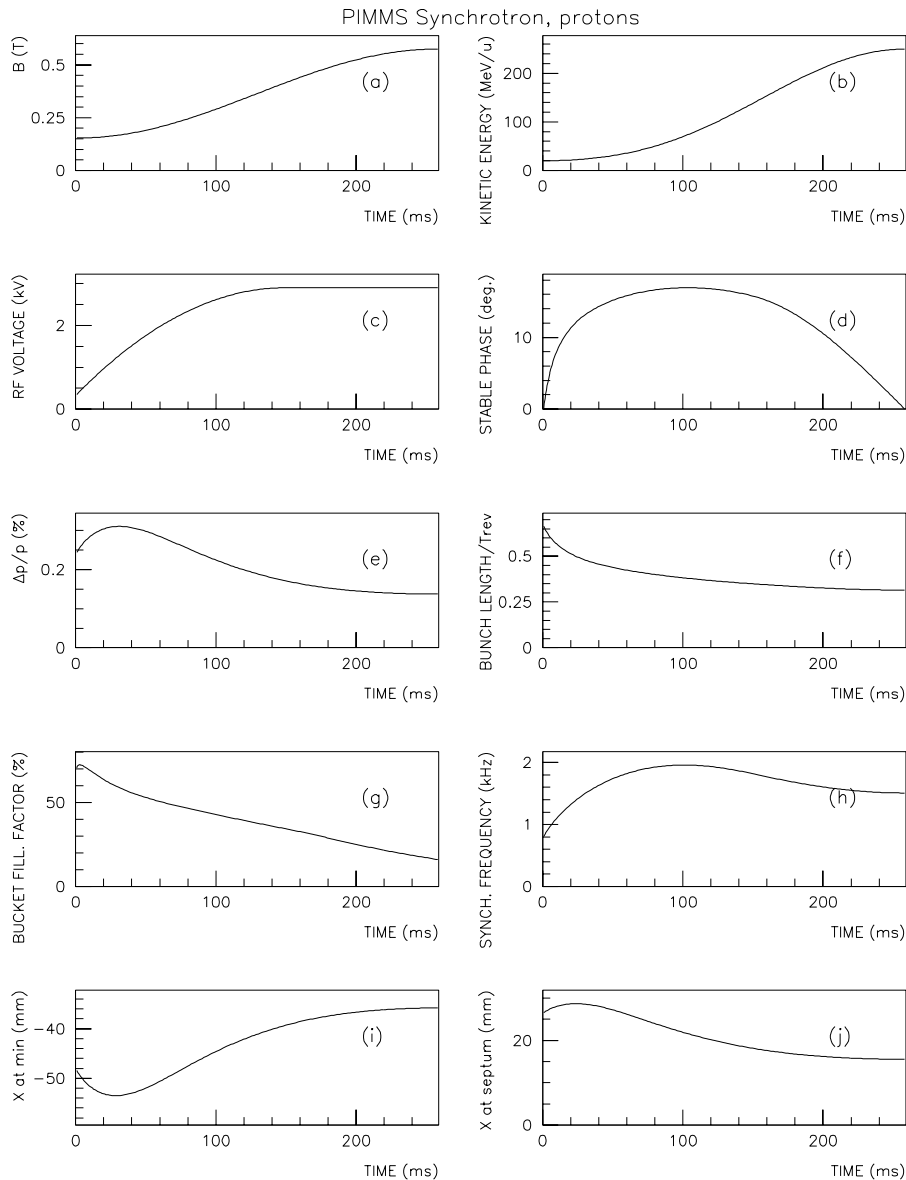 PIMMS Synchrotron, protons
B (T)
0.5
0.25
0
(a)
0
100
200
TIME (ms)
KINETIC ENERGY (MeV/u)
200
100
0
(b)
0
100
200
TIME (ms)
RF VOLTAGE (kV)
2
0
(c)
0
100
200
TIME (ms)
STABLE PHASE (deg.)
10
0
(d)
0
100
200
TIME (ms)
Δp/p (%)
0.2
0
(e)
0
100
200
TIME (ms)
BUNCH LENGTH/Trev
0.5
0.25
0
(f)
0
100
200
TIME (ms)
BUCKET FILL. FACTOR (%)
50
0
(g)
0
100
200
TIME (ms)
SYNCH. FREQUENCY (kHz)
2
1
0
(h)
0
100
200
TIME (ms)
X at min (mm)
−40
−50
(i)
0
100
200
TIME (ms)
X at septum (mm)
20
0
(j)
0
100
200
TIME (ms)